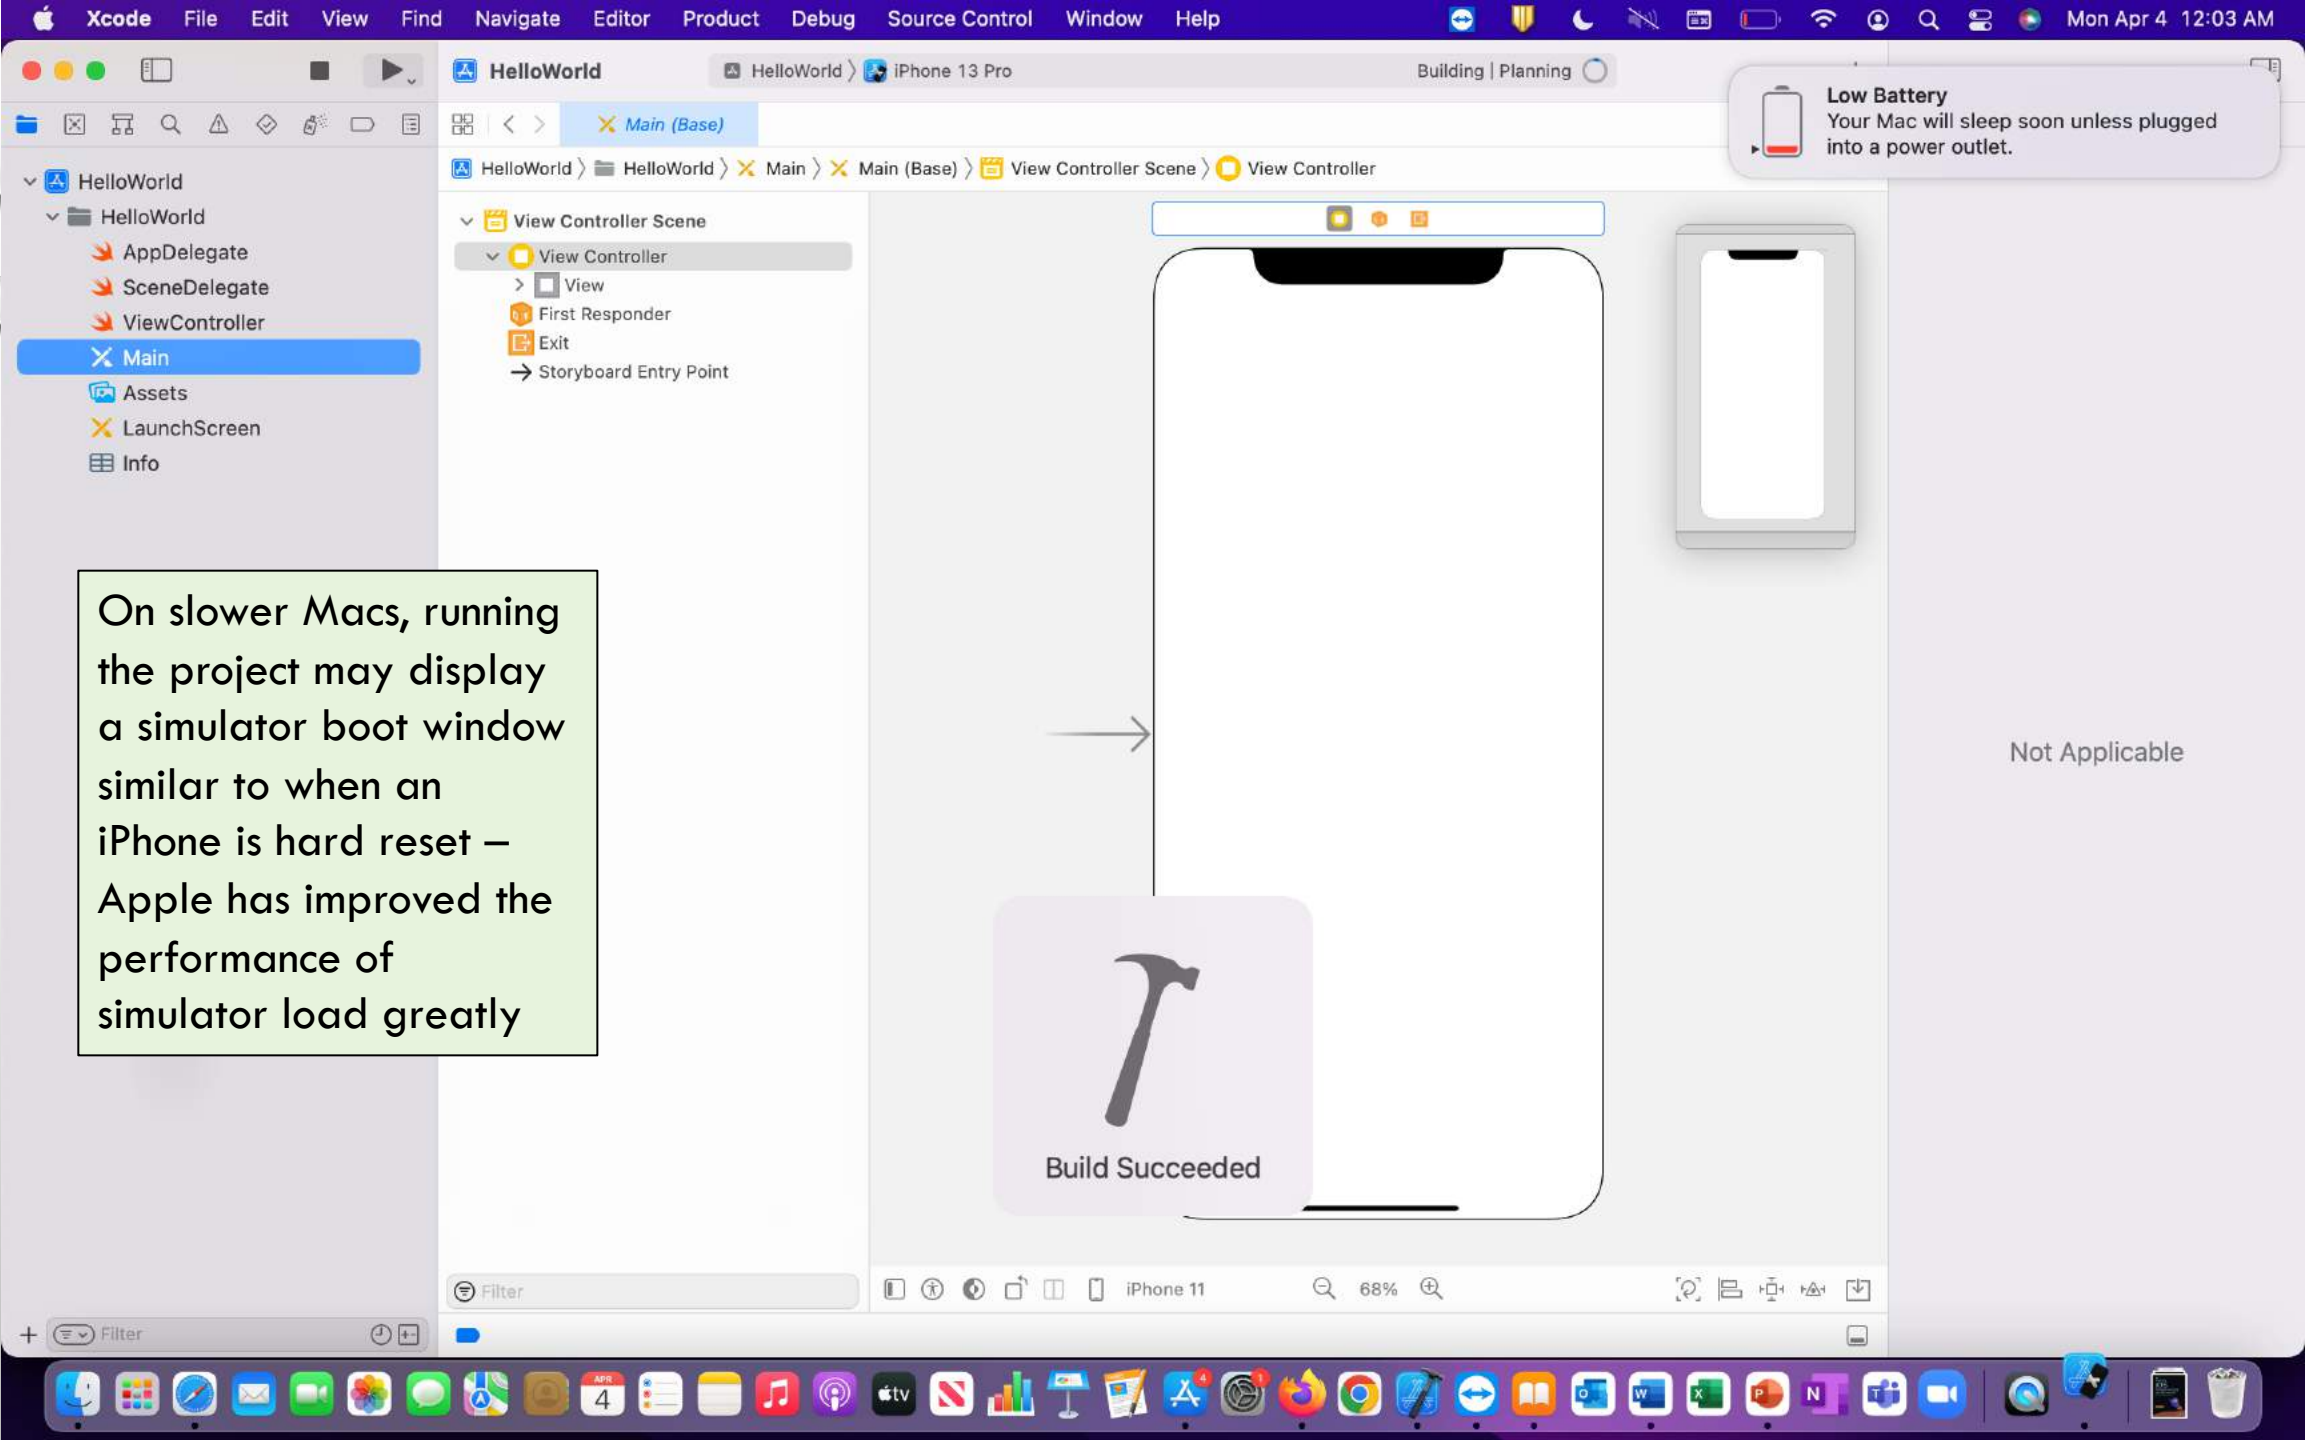 Xcode File Edit View Find Navigate Editor Product Debug Source Control Window Help Mon Apr 4 12:03 AM
HelloWorld HelloWorld 〉 iPhone 13 Pro Building | Planning
Low Battery
Your Mac will sleep soon unless plugged
into a power outlet.
Main (Base)
HelloWorld 〉 HelloWorld 〉 Main 〉 Main (Base) 〉 View Controller Scene 〉 View Controller
HelloWorld
HelloWorld
AppDelegate
SceneDelegate
ViewController
Main
Assets
LaunchScreen
Info
View Controller Scene
View Controller
View
First Responder
Exit
Storyboard Entry Point
On slower Macs, running
the project may display
a simulator boot window
similar to when an
iPhone is hard reset –
Apple has improved the
performance of
simulator load greatly
Not Applicable
Build Succeeded
Filter
iPhone 11 68%
Filter
APR
4
tv
4
1